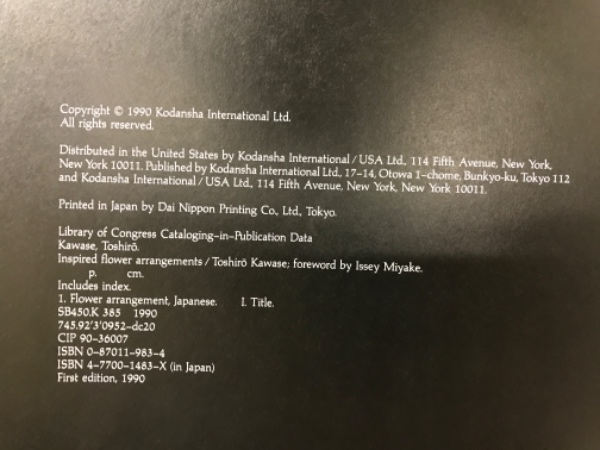 Copyright © 1990 Kodansha International Ltd.
All rights reserved.
Distributed in the United States by Kodansha International/USA Ltd., 114 Fifth Avenue, New York,
New York 10011. Published by Kodansha International Ltd., 17–14, Otowa 1–chome, Bunkyo-ku, Tokyo 112
and Kodansha International/USA Ltd., 114 Fifth Avenue, New York, New York 10011.
Printed in Japan by Dai Nippon Printing Co., Ltd., Tokyo.
Library of Congress Cataloging-in-Publication Data
Kawase, Toshirō.
Inspired flower arrangements/Toshirō Kawase; foreword by Issey Miyake.
p. cm.
Includes index.
1. Flower arrangement, Japanese. I. Title.
SB450.K 385 1990
745.92'3'0952–dc20
CIP 90–36007
ISBN 0–87011–983–4
ISBN 4–7700–1483–X (in Japan)
First edition, 1990